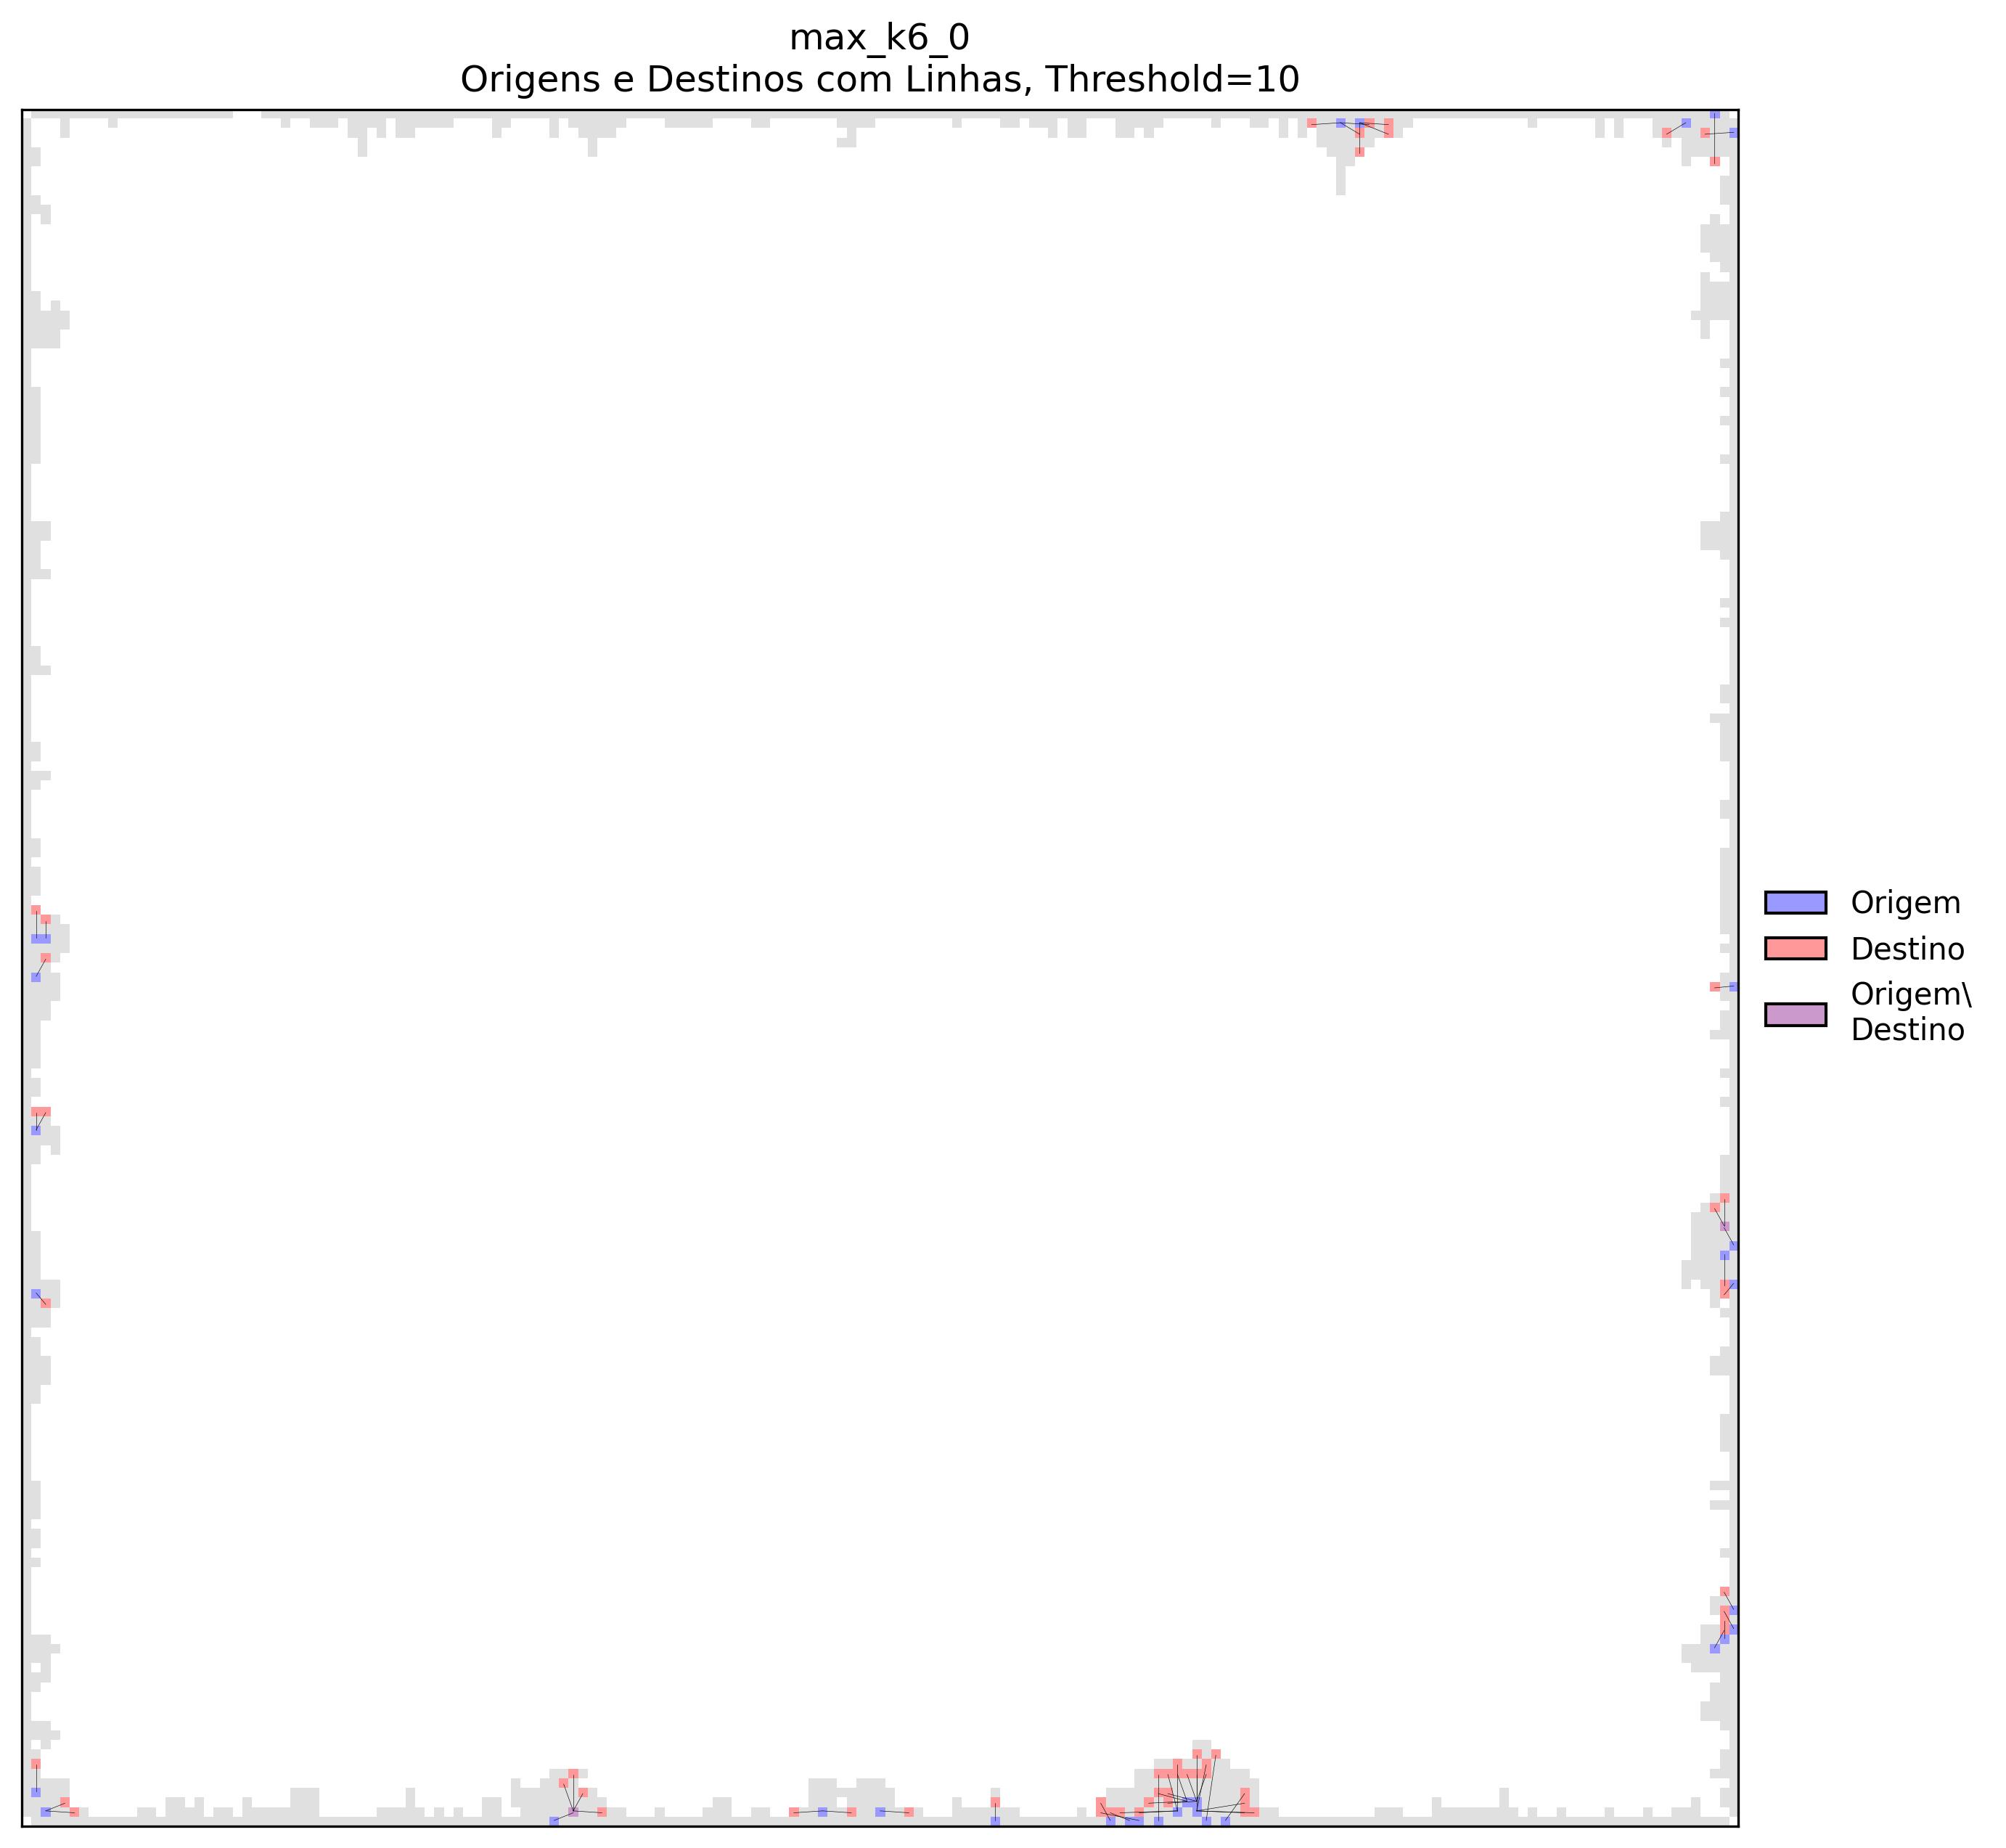 max_k6_0
Origens e Destinos com Linhas, Threshold=10
Origem
Destino
Origem\
Destino